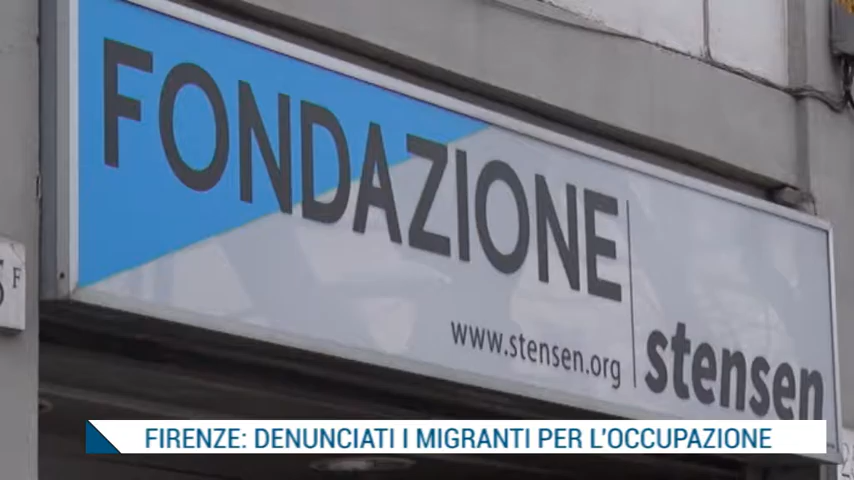 FONDAZIONE
www.stensen.org
stensen
F
FIRENZE: DENUNCIATI I MIGRANTI PER L'OCCUPAZIONE